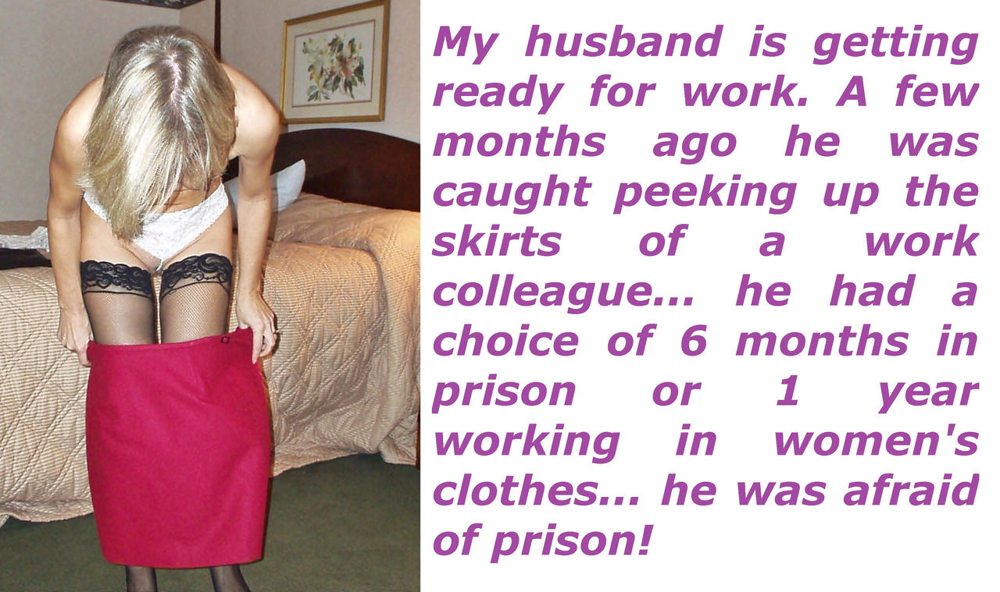 My husband is getting
ready for work. A few
months ago he was
caught peeking up the
skirts of a work
colleague... he had a
choice of 6 months in
prison or 1 year
working in women's
clothes... he was afraid
of prison!